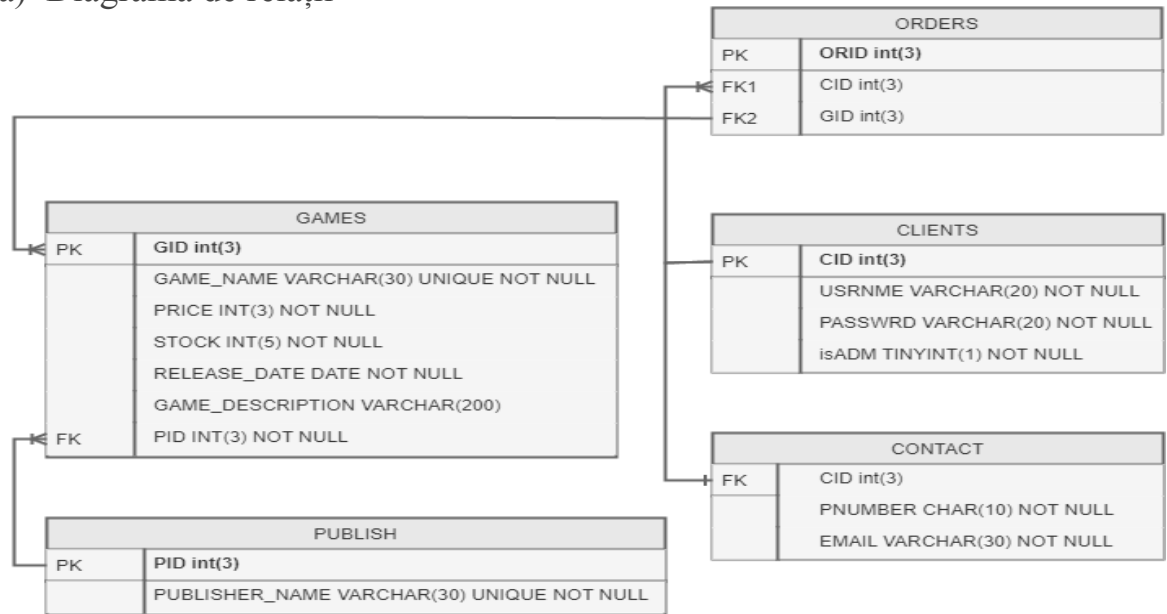 a) Diagrama de relații
ORDERS
PK ORID int(3)
FK1 CID int(3)
FK2 GID int(3)
GAMES
PK GID int(3)
GAME_NAME VARCHAR(30) UNIQUE NOT NULL
PRICE INT(3) NOT NULL
STOCK INT(5) NOT NULL
RELEASE_DATE DATE NOT NULL
GAME_DESCRIPTION VARCHAR(200)
FK PID INT(3) NOT NULL
CLIENTS
PK CID int(3)
USRNME VARCHAR(20) NOT NULL
PASSWRD VARCHAR(20) NOT NULL
isADM TINYINT(1) NOT NULL
CONTACT
FK CID int(3)
PNUMBER CHAR(10) NOT NULL
EMAIL VARCHAR(30) NOT NULL
PUBLISH
PK PID int(3)
PUBLISHER_NAME VARCHAR(30) UNIQUE NOT NULL